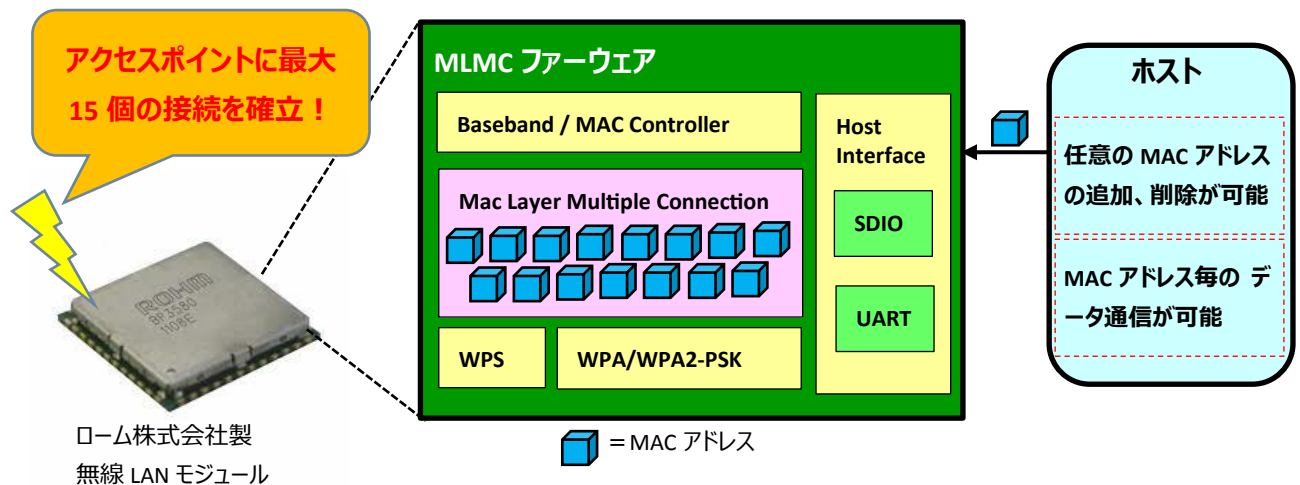 アクセスポイントに最大
15 個の接続を確立！
ROHM
BP3580
1108E
ローム株式会社製
無線 LAN モジュール
MLMC ファーウェア
Baseband / MAC Controller
Mac Layer Multiple Connection
WPS
WPA/WPA2-PSK
Host
Interface
SDIO
UART
= MAC アドレス
ホスト
任意の MAC アドレス
の追加、削除が可能
MAC アドレス毎の デ
ータ通信が可能